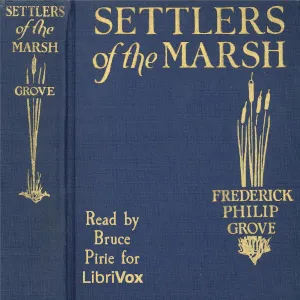 SETTLERS
of the
MARSH
GROVE
SETTLERS
of the MARSH
FREDERICK
PHILIP
GROVE
Read by
Bruce
Pirie for
LibriVox